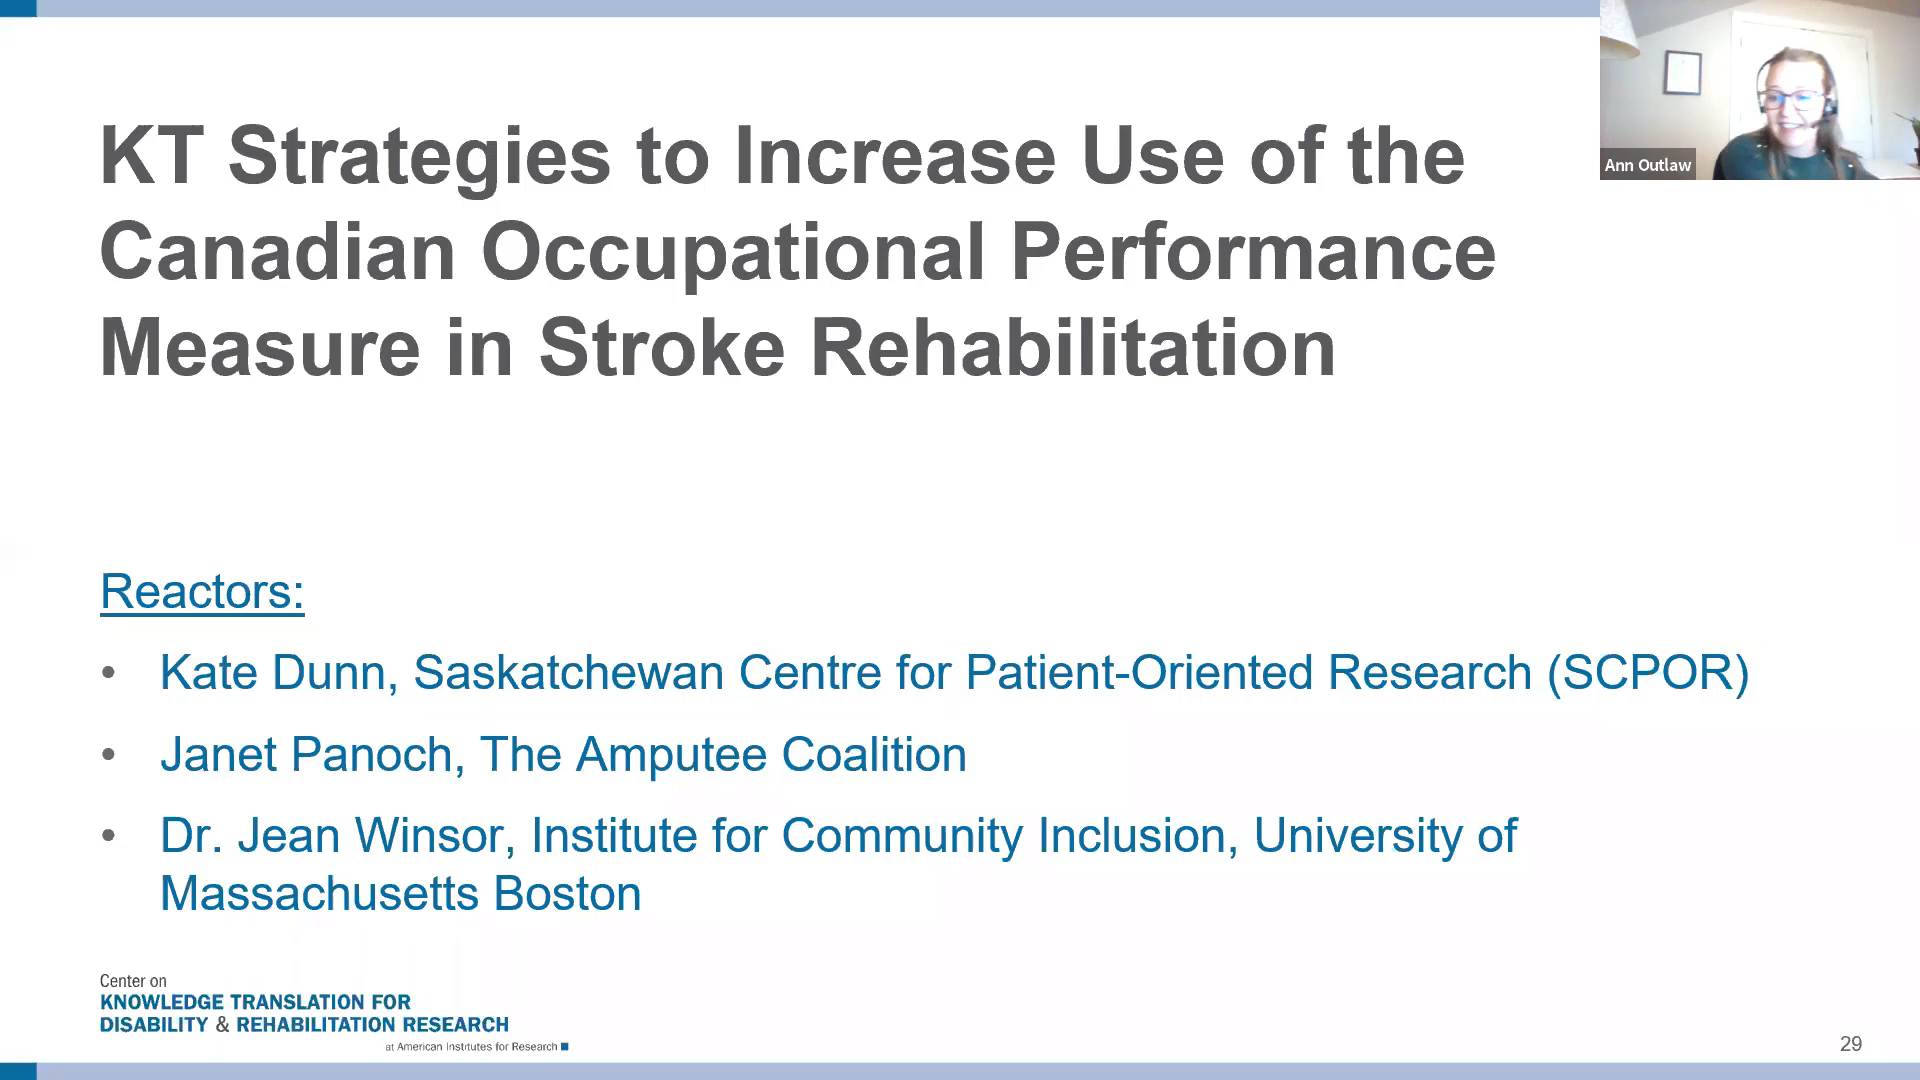 KT Strategies to Increase Use of the
Canadian Occupational Performance
Measure in Stroke Rehabilitation
Ann Outlaw
Reactors:
• Kate Dunn, Saskatchewan Centre for Patient-Oriented Research (SCPOR)
• Janet Panoch, The Amputee Coalition
• Dr. Jean Winsor, Institute for Community Inclusion, University of
Massachusetts Boston
Center on
KNOWLEDGE TRANSLATION FOR
DISABILITY & REHABILITATION RESEARCH
at American Institutes for Research
29